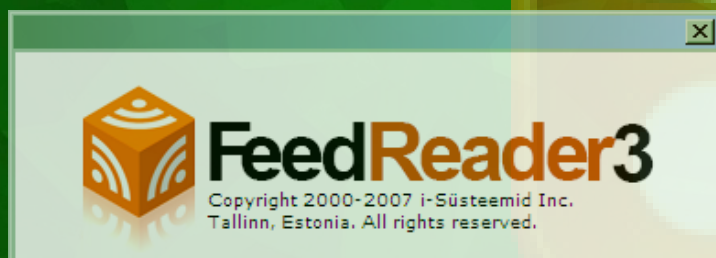 FeedReader3
Copyright 2000-2007 i-Süsteemid Inc.
Tallinn, Estonia. All rights reserved.